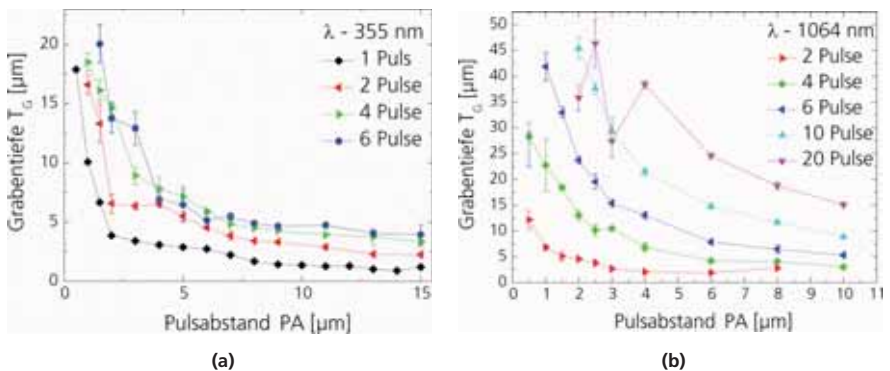 λ - 355 nm
1 Puls
2 Pulse
4 Pulse
6 Pulse
Grabentiefe T_G [µm]
20
15
10
5
0
0
5
10
15
Pulsabstand PA [µm]
(a)
λ - 1064 nm
2 Pulse
4 Pulse
6 Pulse
10 Pulse
20 Pulse
Grabentiefe T_G [µm]
50
45
40
35
30
25
20
15
10
5
0
0
1
2
3
4
5
6
7
8
9
10
11
Pulsabstand PA [µm]
(b)